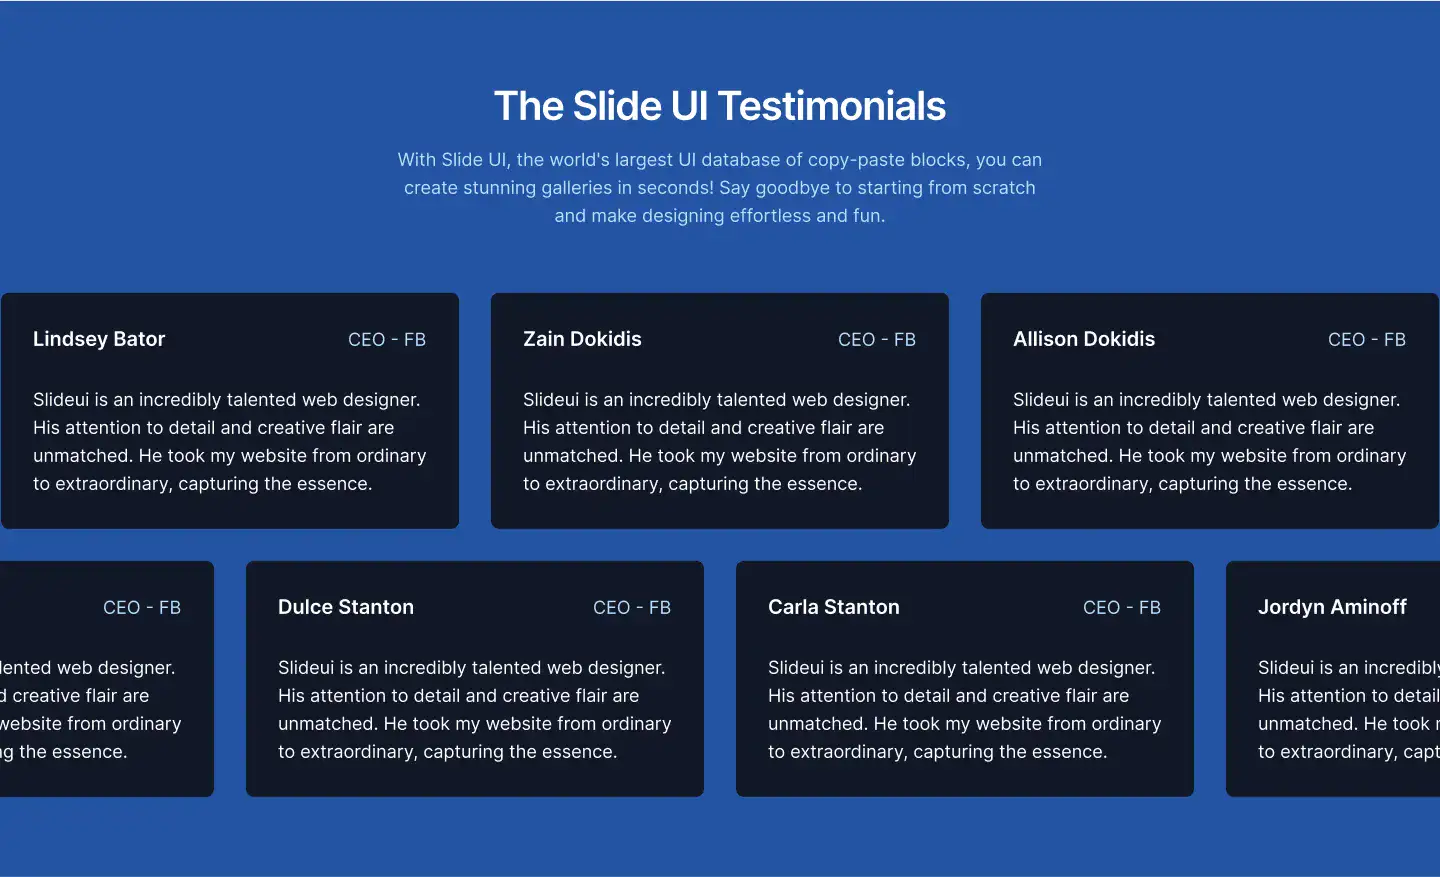 The Slide UI Testimonials
With Slide UI, the world's largest UI database of copy-paste blocks, you can
create stunning galleries in seconds! Say goodbye to starting from scratch
and make designing effortless and fun.
Lindsey Bator
CEO - FB
Slideui is an incredibly talented web designer.
His attention to detail and creative flair are
unmatched. He took my website from ordinary
to extraordinary, capturing the essence.
Zain Dokidis
CEO - FB
Slideui is an incredibly talented web designer.
His attention to detail and creative flair are
unmatched. He took my website from ordinary
to extraordinary, capturing the essence.
Allison Dokidis
CEO - FB
Slideui is an incredibly talented web designer.
His attention to detail and creative flair are
unmatched. He took my website from ordinary
to extraordinary, capturing the essence.
CEO - FB
web designer.
creative flair are
website from ordinary
the essence.
Dulce Stanton
CEO - FB
Slideui is an incredibly talented web designer.
His attention to detail and creative flair are
unmatched. He took my website from ordinary
to extraordinary, capturing the essence.
Carla Stanton
CEO - FB
Slideui is an incredibly talented web designer.
His attention to detail and creative flair are
unmatched. He took my website from ordinary
to extraordinary, capturing the essence.
Jordyn Aminoff
Slideui is an incredibly
His attention to detail
unmatched. He took
to extraordinary,